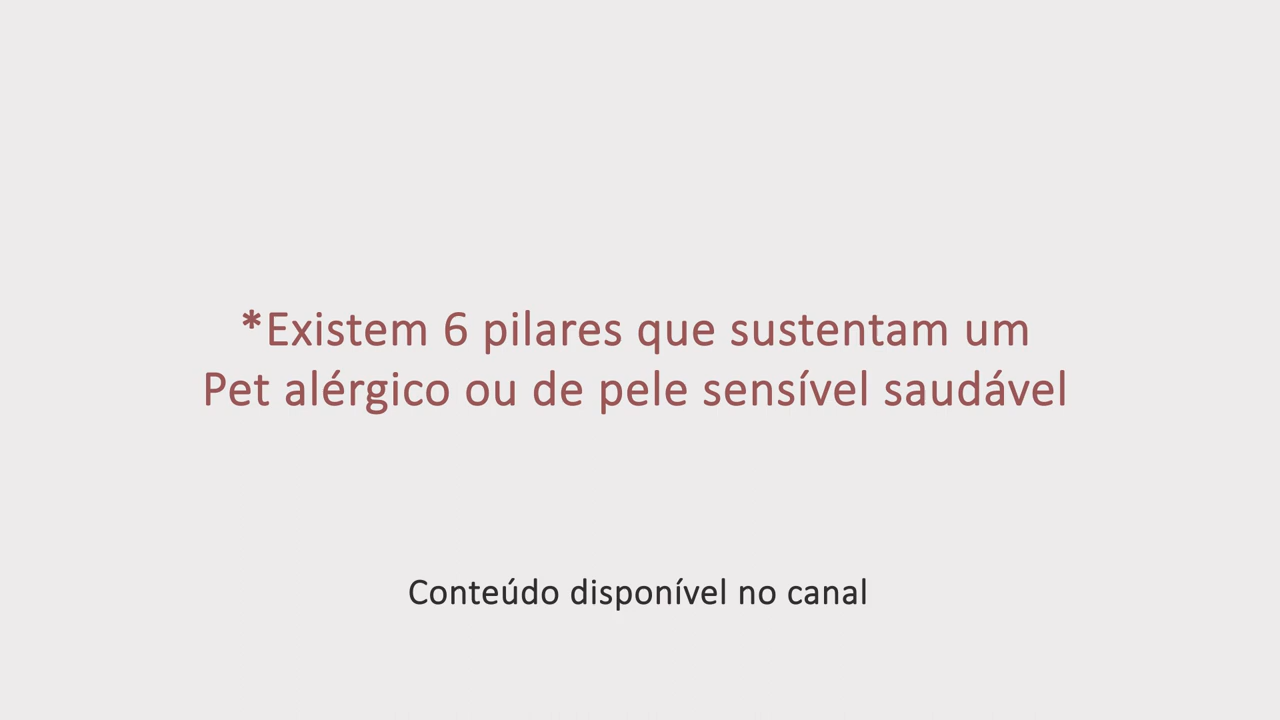 *Existem 6 pilares que sustentam um
Pet alérgico ou de pele sensível saudável
Conteúdo disponível no canal